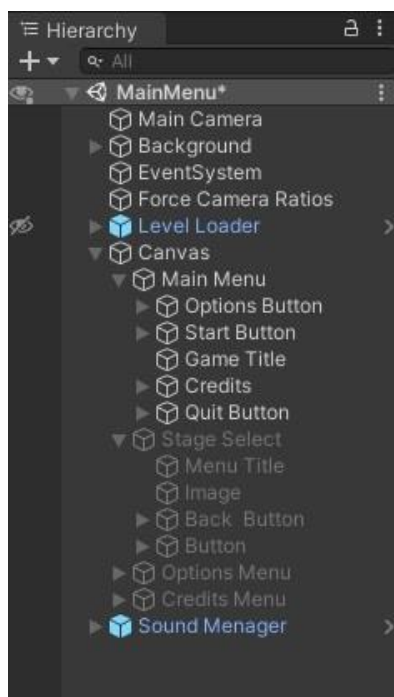 Hierarchy
All
MainMenu*
Main Camera
Background
EventSystem
Force Camera Ratios
Level Loader
Canvas
Main Menu
Options Button
Start Button
Game Title
Credits
Quit Button
Stage Select
Menu Title
Image
Back  Button
Button
Options Menu
Credits Menu
Sound Menager